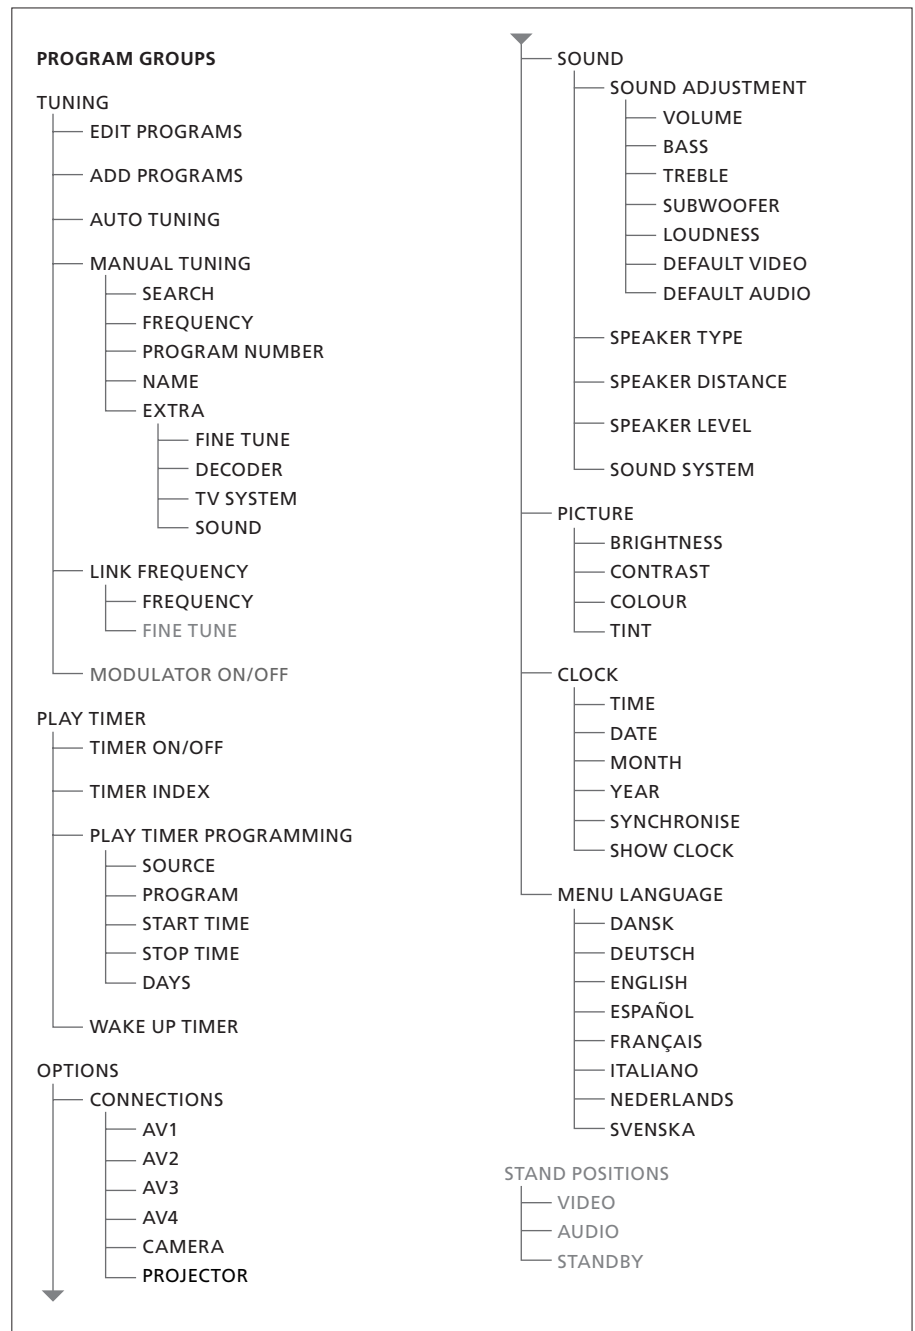 PROGRAM GROUPS
TUNING
EDIT PROGRAMS
ADD PROGRAMS
AUTO TUNING
MANUAL TUNING
SEARCH
FREQUENCY
PROGRAM NUMBER
NAME
EXTRA
FINE TUNE
DECODER
TV SYSTEM
SOUND
LINK FREQUENCY
FREQUENCY
FINE TUNE
MODULATOR ON/OFF
PLAY TIMER
TIMER ON/OFF
TIMER INDEX
PLAY TIMER PROGRAMMING
SOURCE
PROGRAM
START TIME
STOP TIME
DAYS
WAKE UP TIMER
OPTIONS
CONNECTIONS
AV1
AV2
AV3
AV4
CAMERA
PROJECTOR
SOUND
SOUND ADJUSTMENT
VOLUME
BASS
TREBLE
SUBWOOFER
LOUDNESS
DEFAULT VIDEO
DEFAULT AUDIO
SPEAKER TYPE
SPEAKER DISTANCE
SPEAKER LEVEL
SOUND SYSTEM
PICTURE
BRIGHTNESS
CONTRAST
COLOUR
TINT
CLOCK
TIME
DATE
MONTH
YEAR
SYNCHRONISE
SHOW CLOCK
MENU LANGUAGE
DANSK
DEUTSCH
ENGLISH
ESPAÑOL
FRANÇAIS
ITALIANO
NEDERLANDS
SVENSKA
STAND POSITIONS
VIDEO
AUDIO
STANDBY